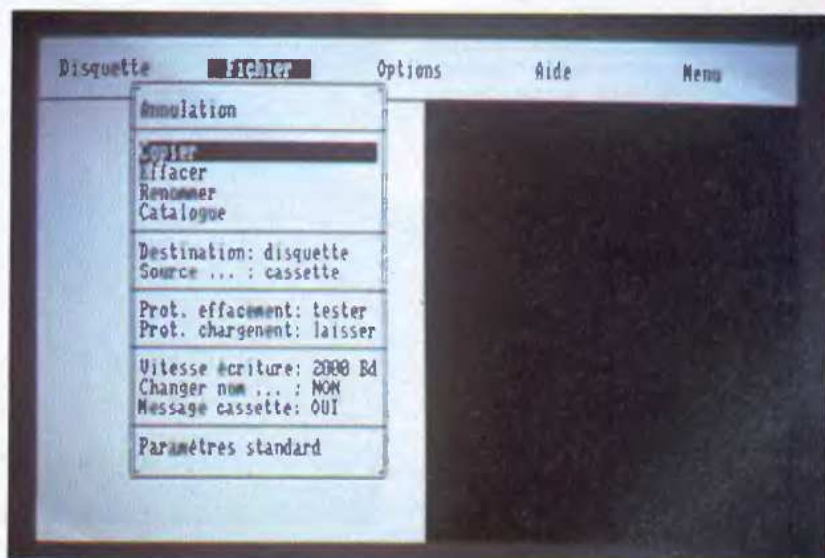 Disquette Fichier Options Aide Menu
Annulation
Copier
Effacer
Renommer
Catalogue
Destination: disquette
Source ... : cassette
Prot. effacement: tester
Prot. chargement: laisser
Vitesse écriture: 2000 Bd
Changer nom ... : NON
Message cassette: OUI
Paramètres standard